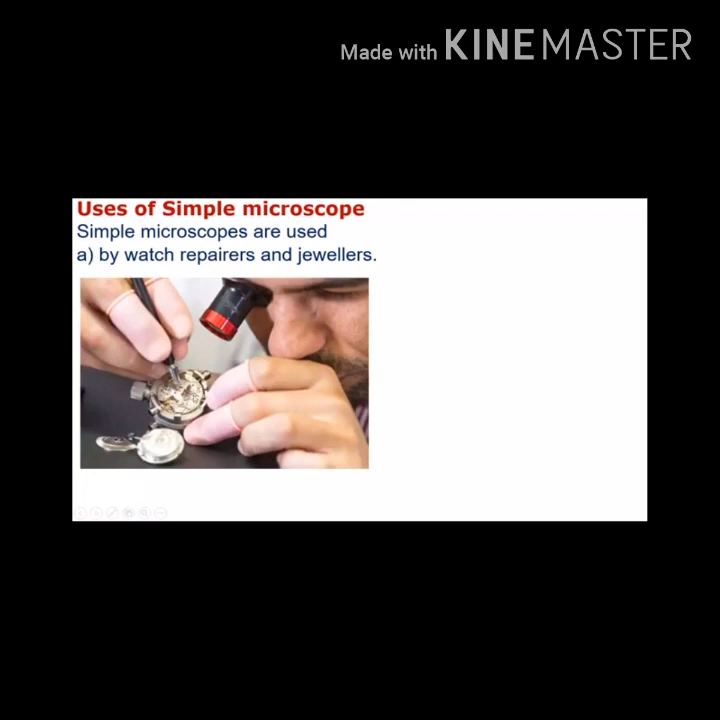 Made with KINEMASTER
Uses of Simple microscope
Simple microscopes are used
a) by watch repairers and jewellers.